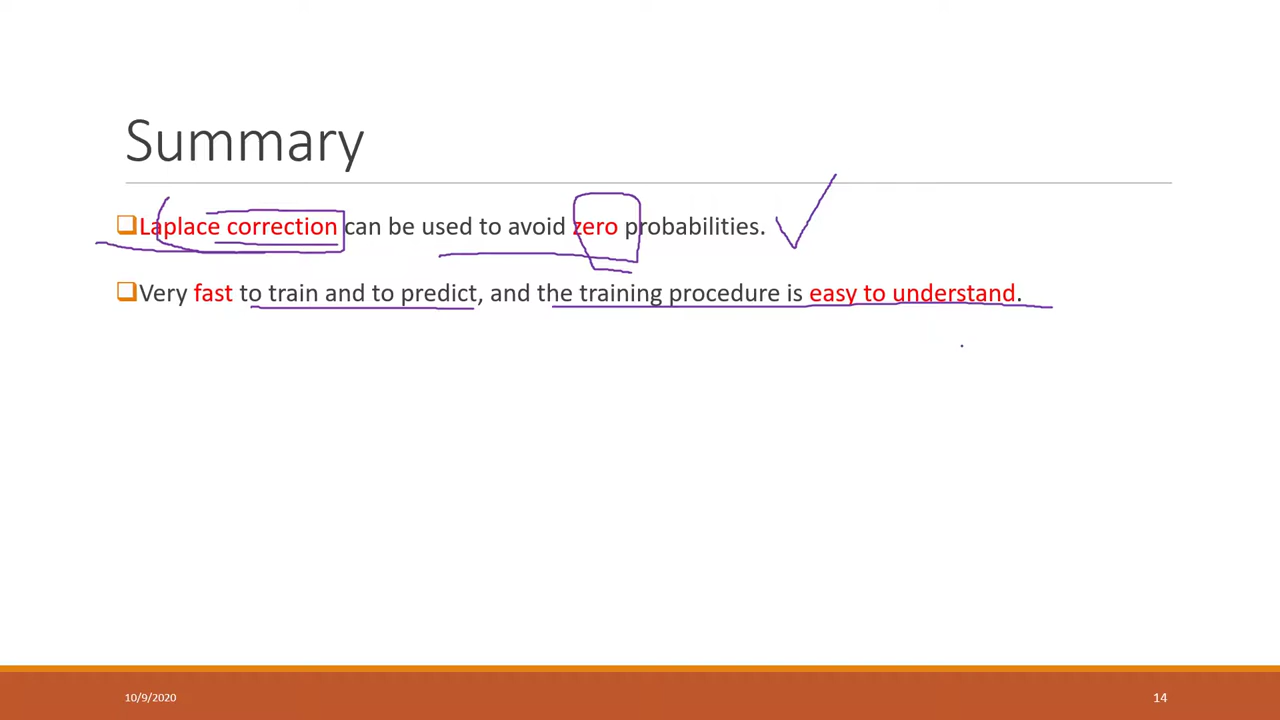 Summary
Laplace correction can be used to avoid zero probabilities.
Very fast to train and to predict, and the training procedure is easy to understand.
10/9/2020
14